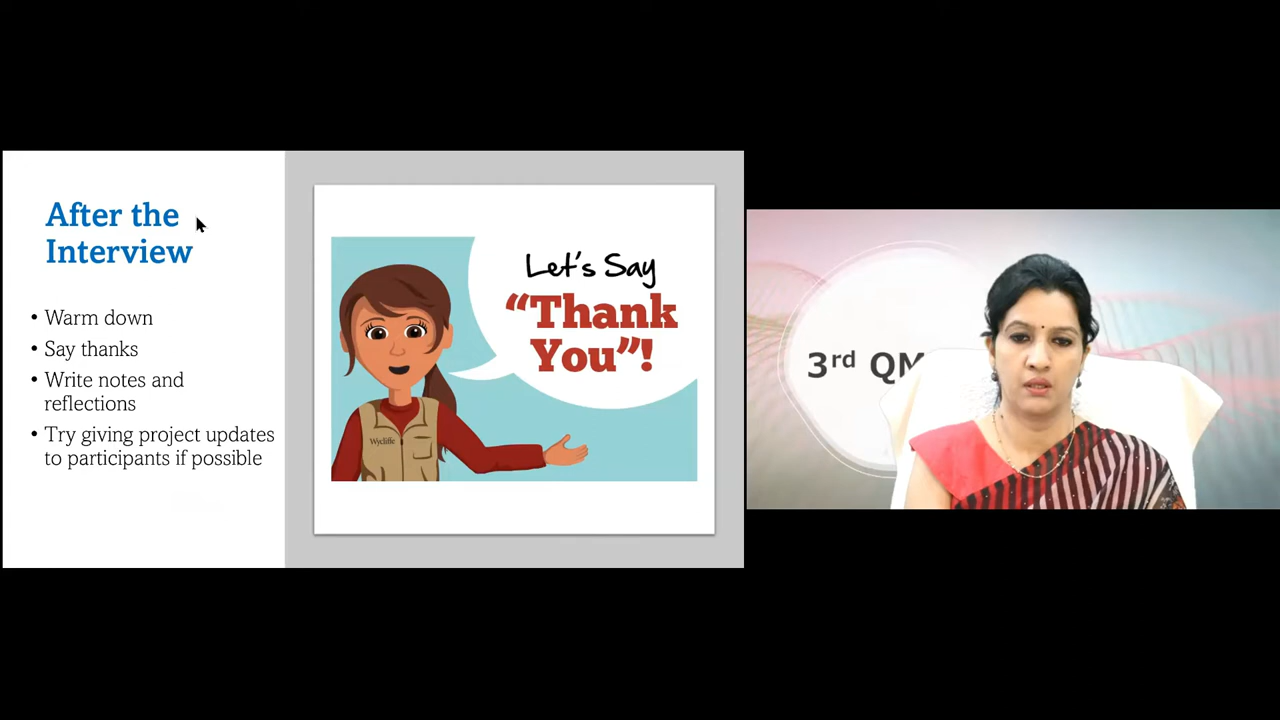 After the
Interview
• Warm down
• Say thanks
• Write notes and
reflections
• Try giving project updates
to participants if possible
Let's Say
"Thank
You"!
Wycliffe
3rd QM